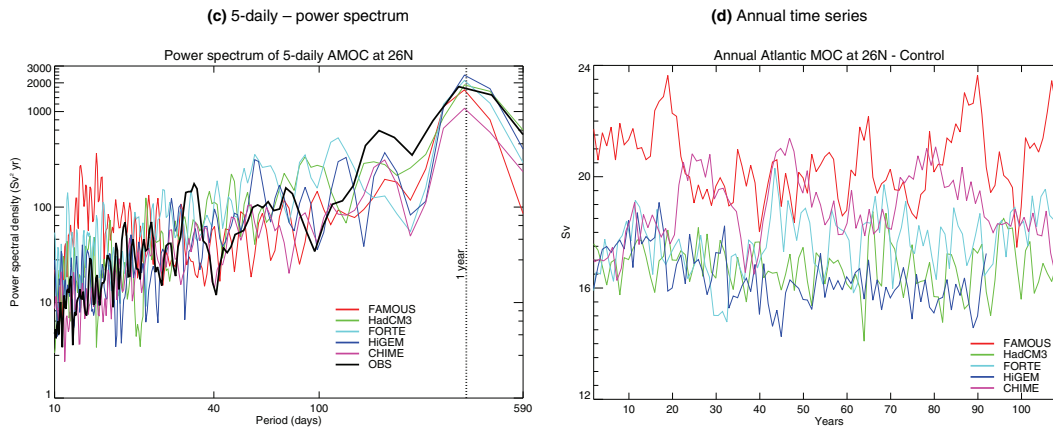 (c) 5-daily – power spectrum
Power spectrum of 5-daily AMOC at 26N
Power spectral density (Sv² yr)
3000
2000
1000
100
10
1
1 year
FAMOUS
HadCM3
FORTE
HiGEM
CHIME
OBS
10 40 100 590
Period (days)
(d) Annual time series
Annual Atlantic MOC at 26N - Control
Sv
24
22
20
18
16
14
12
FAMOUS
HadCM3
FORTE
HiGEM
CHIME
10 20 30 40 50 60 70 80 90 100
Years